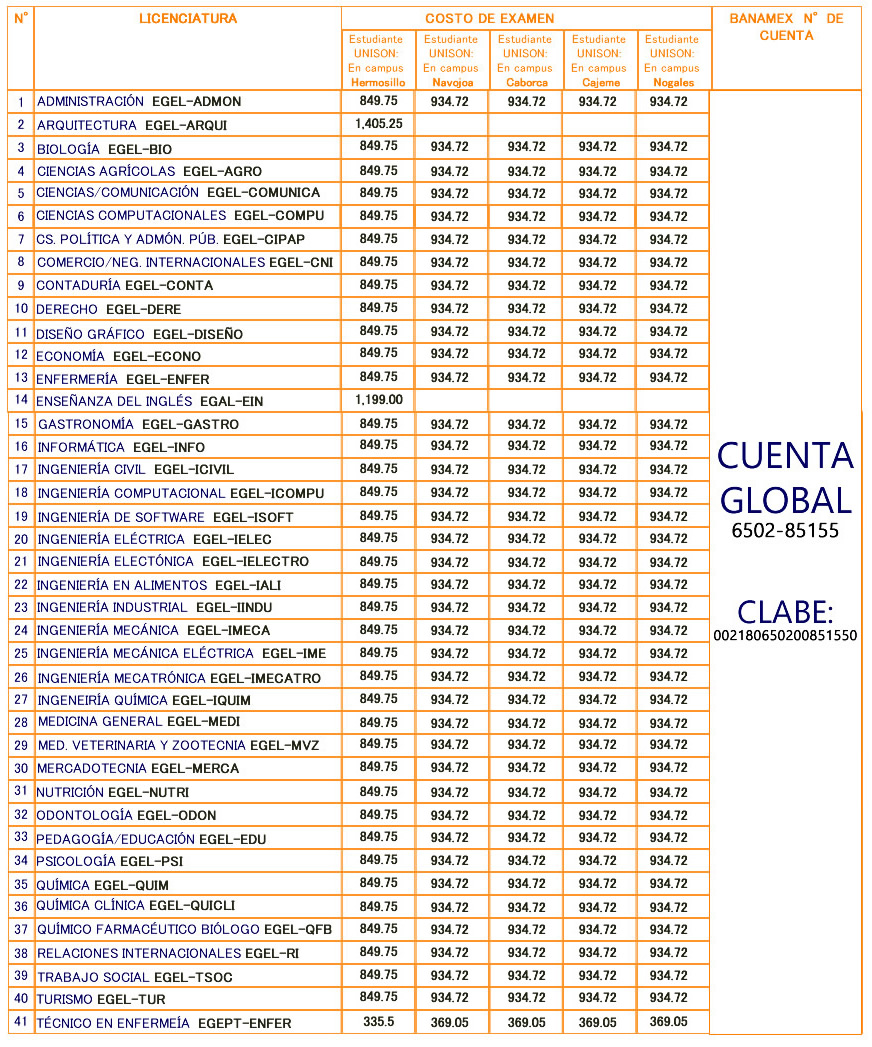 N° LICENCIATURA COSTO DE EXAMEN BANAMEX N° DE CUENTA
Estudiante UNISON: En campus Hermosillo Estudiante UNISON: En campus Navojoa Estudiante UNISON: En campus Caborca Estudiante UNISON: En campus Cajeme Estudiante UNISON: En campus Nogales
1 ADMINISTRACIÓN EGEL-ADMON 849.75 934.72 934.72 934.72 934.72
2 ARQUITECTURA EGEL-ARQUI 1,405.25
3 BIOLOGÍA EGEL-BIO 849.75 934.72 934.72 934.72 934.72
4 CIENCIAS AGRÍCOLAS EGEL-AGRO 849.75 934.72 934.72 934.72 934.72
5 CIENCIAS/COMUNICACIÓN EGEL-COMUNICA 849.75 934.72 934.72 934.72 934.72
6 CIENCIAS COMPUTACIONALES EGEL-COMPU 849.75 934.72 934.72 934.72 934.72
7 CS. POLÍTICA Y ADMÓN. PÚB. EGEL-CIPAP 849.75 934.72 934.72 934.72 934.72
8 COMERCIO/NEG. INTERNACIONALES EGEL-CNI 849.75 934.72 934.72 934.72 934.72
9 CONTADURÍA EGEL-CONTA 849.75 934.72 934.72 934.72 934.72
10 DERECHO EGEL-DERE 849.75 934.72 934.72 934.72 934.72
11 DISEÑO GRÁFICO EGEL-DISEÑO 849.75 934.72 934.72 934.72 934.72
12 ECONOMÍA EGEL-ECONO 849.75 934.72 934.72 934.72 934.72
13 ENFERMERÍA EGEL-ENFER 849.75 934.72 934.72 934.72 934.72
14 ENSEÑANZA DEL INGLÉS EGAL-EIN 1,199.00
15 GASTRONOMÍA EGEL-GASTRO 849.75 934.72 934.72 934.72 934.72
16 INFORMÁTICA EGEL-INFO 849.75 934.72 934.72 934.72 934.72
17 INGENIERÍA CIVIL EGEL-ICIVIL 849.75 934.72 934.72 934.72 934.72
18 INGENIERÍA COMPUTACIONAL EGEL-ICOMPU 849.75 934.72 934.72 934.72 934.72
19 INGENIERÍA DE SOFTWARE EGEL-ISOFT 849.75 934.72 934.72 934.72 934.72
20 INGENIERÍA ELÉCTRICA EGEL-IELEC 849.75 934.72 934.72 934.72 934.72
21 INGENIERÍA ELECTÓNICA EGEL-IELECTRO 849.75 934.72 934.72 934.72 934.72
22 INGENIERÍA EN ALIMENTOS EGEL-IALI 849.75 934.72 934.72 934.72 934.72
23 INGENIERÍA INDUSTRIAL EGEL-IINDU 849.75 934.72 934.72 934.72 934.72
24 INGENIERÍA MECÁNICA EGEL-IMECA 849.75 934.72 934.72 934.72 934.72
25 INGENIERÍA MECÁNICA ELÉCTRICA EGEL-IME 849.75 934.72 934.72 934.72 934.72
26 INGENIERÍA MECATRÓNICA EGEL-IMECATRO 849.75 934.72 934.72 934.72 934.72
27 INGENEIRÍA QUÍMICA EGEL-IQUIM 849.75 934.72 934.72 934.72 934.72
28 MEDICINA GENERAL EGEL-MEDI 849.75 934.72 934.72 934.72 934.72
29 MED. VETERINARIA Y ZOOTECNIA EGEL-MVZ 849.75 934.72 934.72 934.72 934.72
30 MERCADOTECNIA EGEL-MERCA 849.75 934.72 934.72 934.72 934.72
31 NUTRICIÓN EGEL-NUTRI 849.75 934.72 934.72 934.72 934.72
32 ODONTOLOGÍA EGEL-ODON 849.75 934.72 934.72 934.72 934.72
33 PEDAGOGÍA/EDUCACIÓN EGEL-EDU 849.75 934.72 934.72 934.72 934.72
34 PSICOLOGÍA EGEL-PSI 849.75 934.72 934.72 934.72 934.72
35 QUÍMICA EGEL-QUIM 849.75 934.72 934.72 934.72 934.72
36 QUÍMICA CLÍNICA EGEL-QUICLI 849.75 934.72 934.72 934.72 934.72
37 QUÍMICO FARMACÉUTICO BIÓLOGO EGEL-QFB 849.75 934.72 934.72 934.72 934.72
38 RELACIONES INTERNACIONALES EGEL-RI 849.75 934.72 934.72 934.72 934.72
39 TRABAJO SOCIAL EGEL-TSOC 849.75 934.72 934.72 934.72 934.72
40 TURISMO EGEL-TUR 849.75 934.72 934.72 934.72 934.72
41 TÉCNICO EN ENFERMEÍA EGEPT-ENFER 335.5 369.05 369.05 369.05 369.05
CUENTA
GLOBAL
6502-85155
CLABE:
002180650200851550